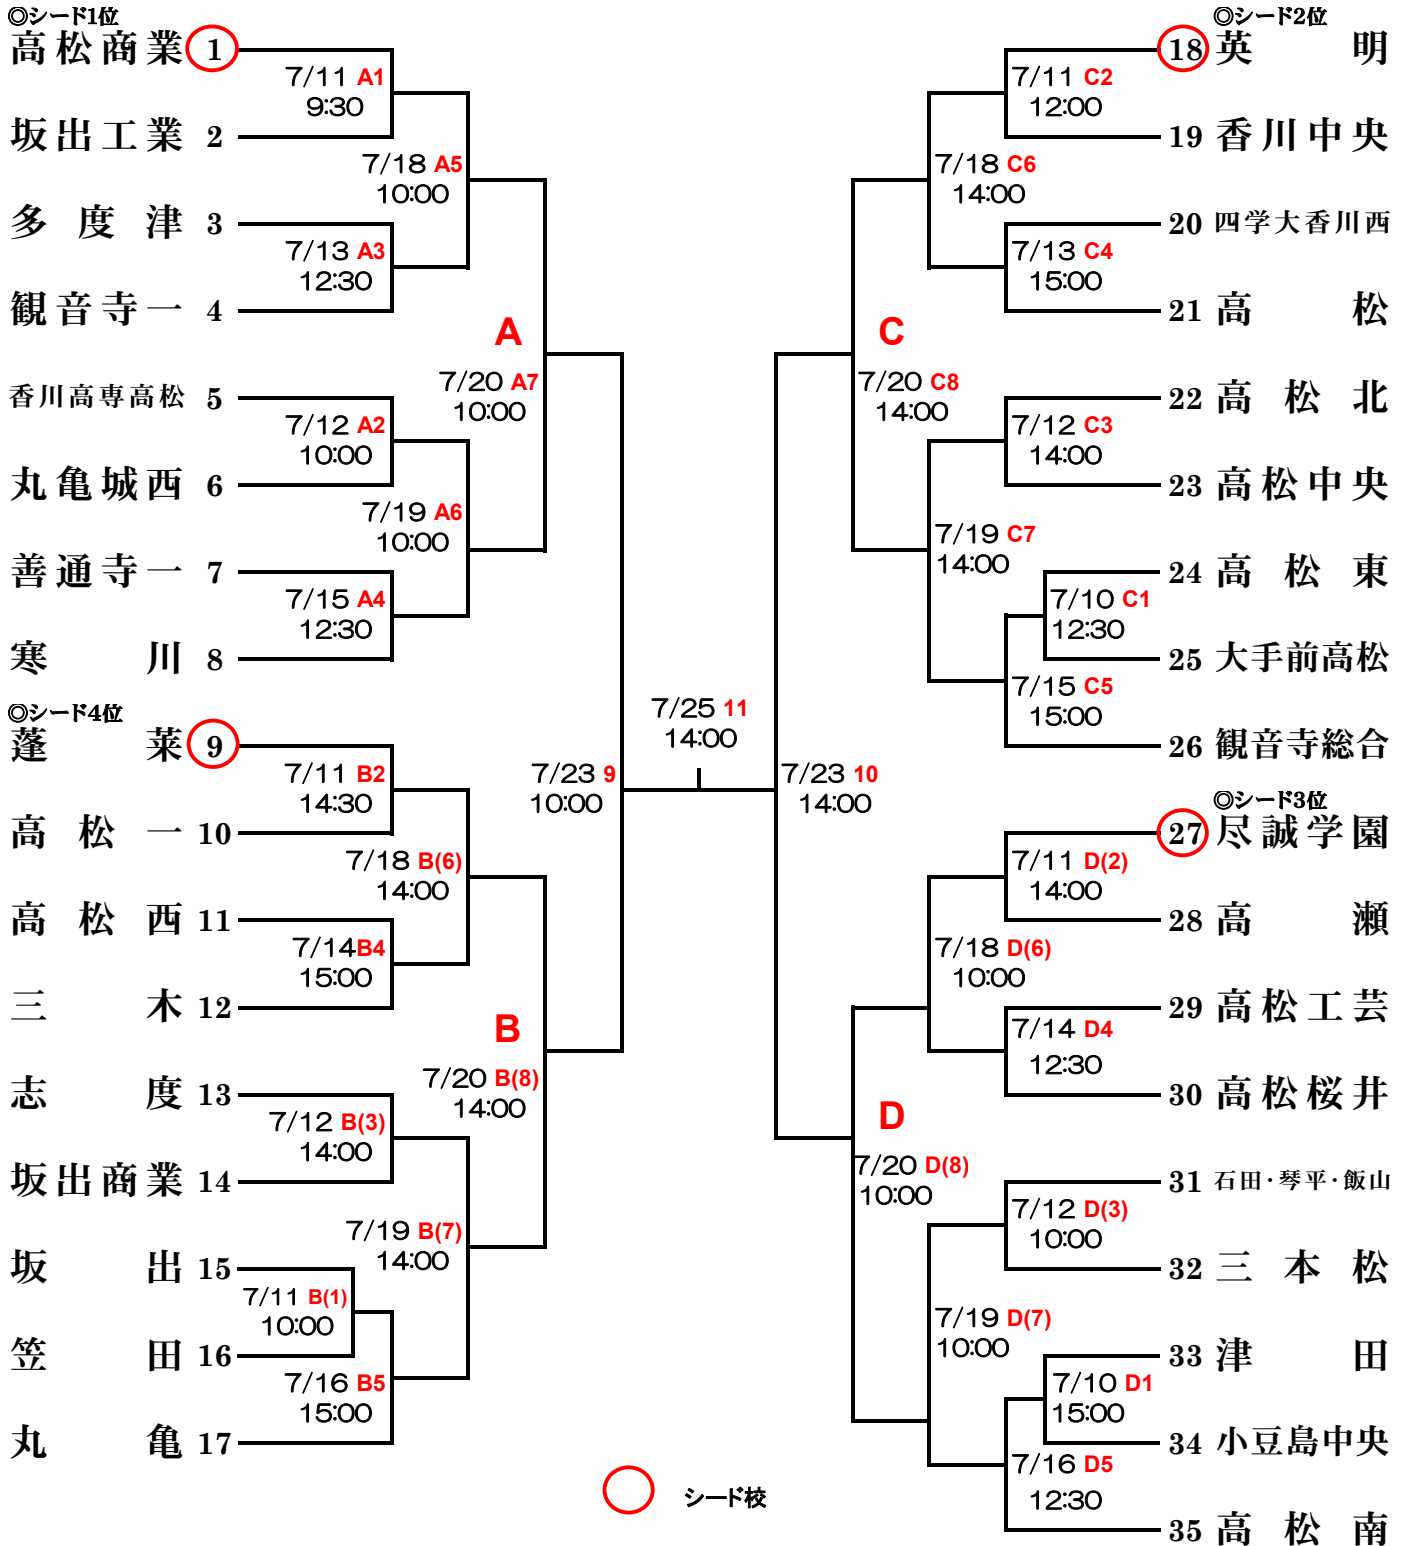 ◎シード1位
高松商業 1
7/11 A1
9:30
坂出工業 2
7/18 A5
10:00
多度津 3
7/13 A3
12:30
観音寺一 4
A
7/20 A7
10:00
香川高専高松 5
7/12 A2
10:00
丸亀城西 6
7/19 A6
10:00
善通寺一 7
7/15 A4
12:30
寒川 8
◎シード4位
蓬莱 9
7/11 B2
14:30
高松一 10
7/18 B(6)
14:00
高松西 11
7/14 B4
15:00
三木 12
B
7/20 B(8)
14:00
志度 13
7/12 B(3)
14:00
坂出商業 14
7/19 B(7)
14:00
坂出 15
7/11 B(1)
10:00
笠田 16
7/16 B5
15:00
丸亀 17
7/23 9
10:00
7/25 11
14:00
7/23 10
14:00
◎シード2位
18 英明
7/11 C2
12:00
19 香川中央
7/18 C6
14:00
20 四学大香川西
7/13 C4
15:00
21 高松
C
7/20 C8
14:00
22 高松北
7/12 C3
14:00
23 高松中央
7/19 C7
14:00
24 高松東
7/10 C1
12:30
25 大手前高松
7/15 C5
15:00
26 観音寺総合
◎シード3位
27 尽誠学園
7/11 D(2)
14:00
28 高瀬
7/18 D(6)
10:00
29 高松工芸
7/14 D4
12:30
30 高松桜井
D
7/20 D(8)
10:00
31 石田・琴平・飯山
7/12 D(3)
10:00
32 三本松
7/19 D(7)
10:00
33 津田
7/10 D1
15:00
34 小豆島中央
7/16 D5
12:30
35 高松南
シード校